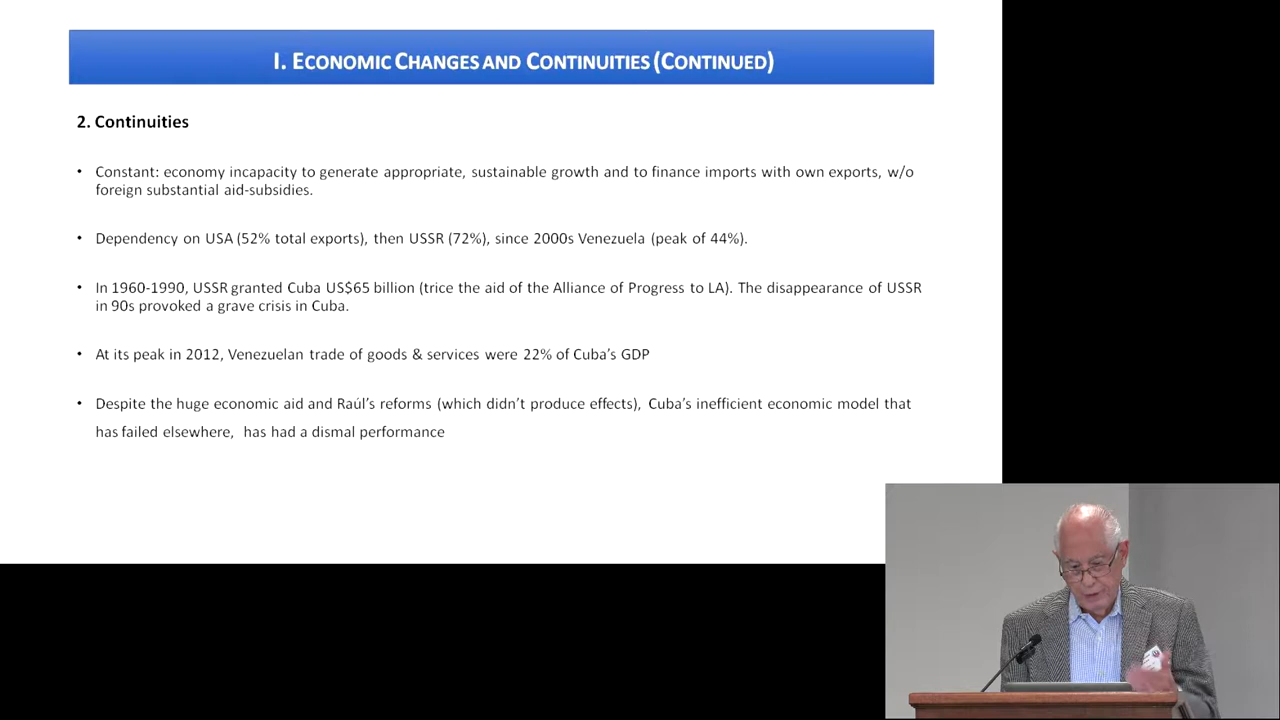 I. ECONOMIC CHANGES AND CONTINUITIES (CONTINUED)
2. Continuities
• Constant: economy incapacity to generate appropriate, sustainable growth and to finance imports with own exports, w/o
foreign substantial aid-subsidies.
• Dependency on USA (52% total exports), then USSR (72%), since 2000s Venezuela (peak of 44%).
• In 1960-1990, USSR granted Cuba US$65 billion (trice the aid of the Alliance of Progress to LA). The disappearance of USSR
in 90s provoked a grave crisis in Cuba.
• At its peak in 2012, Venezuelan trade of goods & services were 22% of Cuba's GDP
• Despite the huge economic aid and Raúl's reforms (which didn't produce effects), Cuba's inefficient economic model that
has failed elsewhere, has had a dismal performance